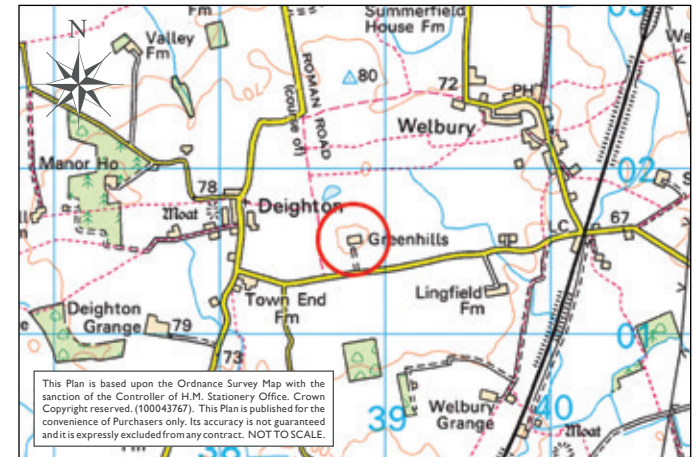 N
Fm
Valley
Fm
Summerfield
House Fm
03
We
ROMAN ROAD
(course of)
80
72
PH
Welbury
Manor Ho
02
78
Moat
Deighton
Greenhills
LC
67
Town End
Fm
Lingfield
Fm
Deighton
Grange
79
01
73
This Plan is based upon the Ordnance Survey Map with the
sanction of the Controller of H.M. Stationery Office. Crown
Copyright reserved. (100043767). This Plan is published for the
convenience of Purchasers only. Its accuracy is not guaranteed
and it is expressly excluded from any contract. NOT TO SCALE.
39
Welbury
Grange
40
Moat